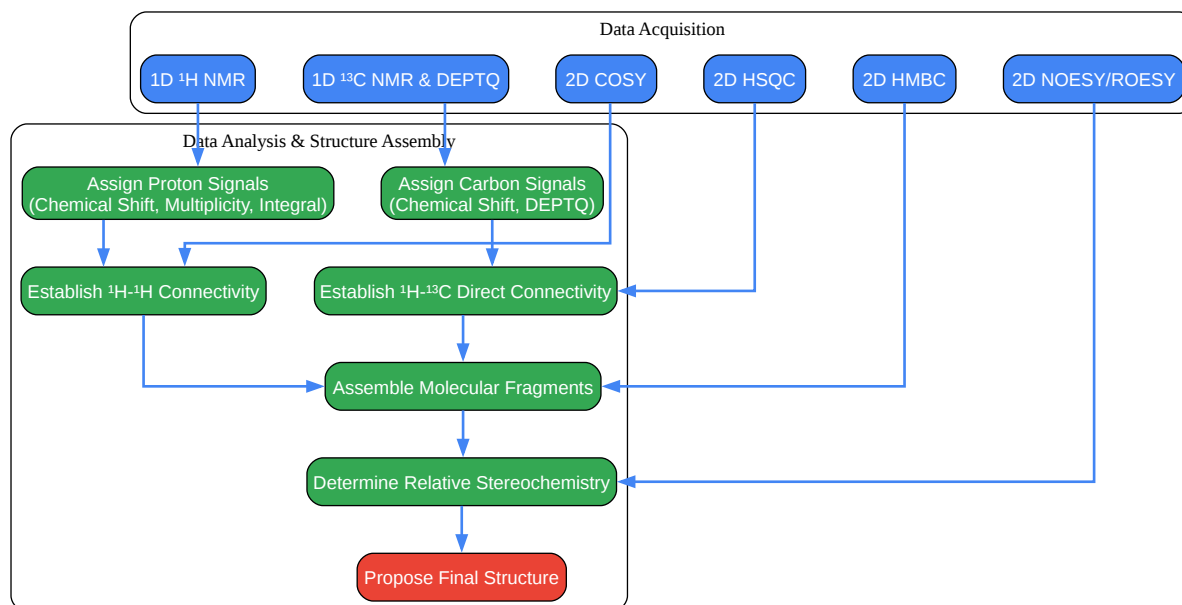 Data Acquisition
1D ¹H NMR
1D ¹³C NMR & DEPTQ
2D COSY
2D HSQC
2D HMBC
2D NOESY/ROESY
Data Analysis & Structure Assembly
Assign Proton Signals
(Chemical Shift, Multiplicity, Integral)
Assign Carbon Signals
(Chemical Shift, DEPTQ)
Establish ¹H-¹H Connectivity
Establish ¹H-¹³C Direct Connectivity
Assemble Molecular Fragments
Determine Relative Stereochemistry
Propose Final Structure